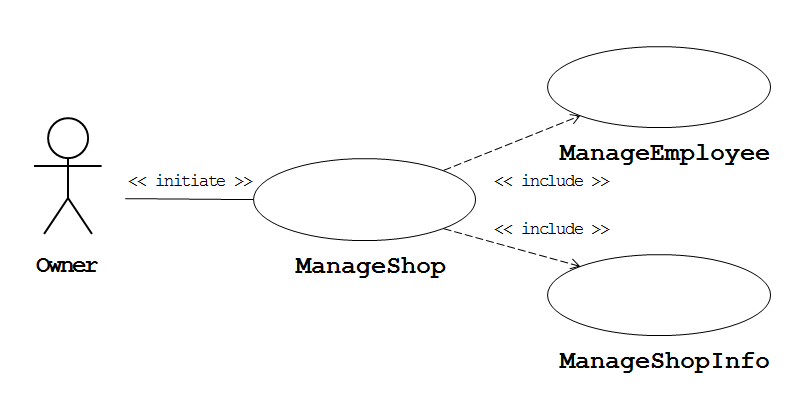 ManageEmployee
<< initiate >>
<< include >>
<< include >>
Owner
ManageShop
ManageShopInfo